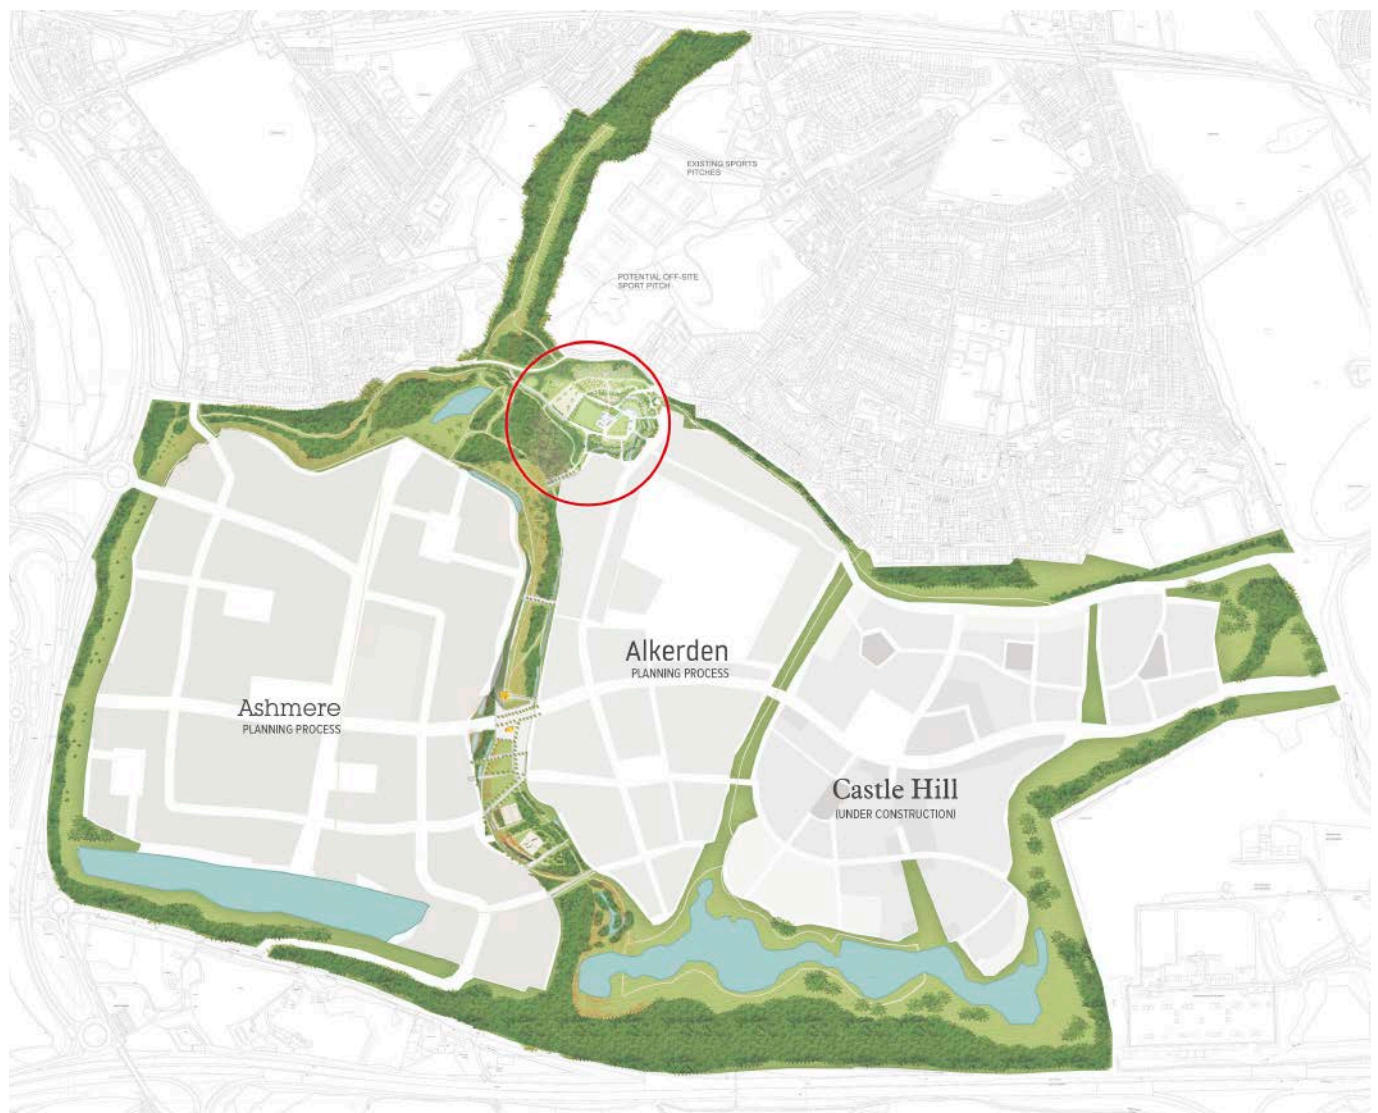 EXISTING SPORTS
PITCHES
POTENTIAL OFF-SITE
SPORT PITCH
Alkerden
PLANNING PROCESS
Ashmere
PLANNING PROCESS
Castle Hill
(UNDER CONSTRUCTION)